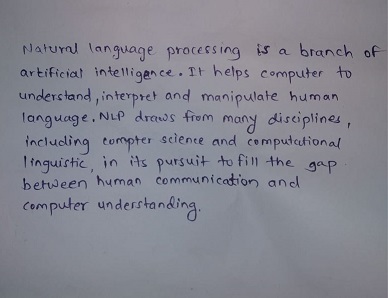 Natural language processing is a branch of
artificial intelligence. It helps computer to
understand, interpret and manipulate human
language. NLP draws from many disciplines,
including compter science and computational
linguistic, in its pursuit to fill the gap
between human communication and
computer understanding.